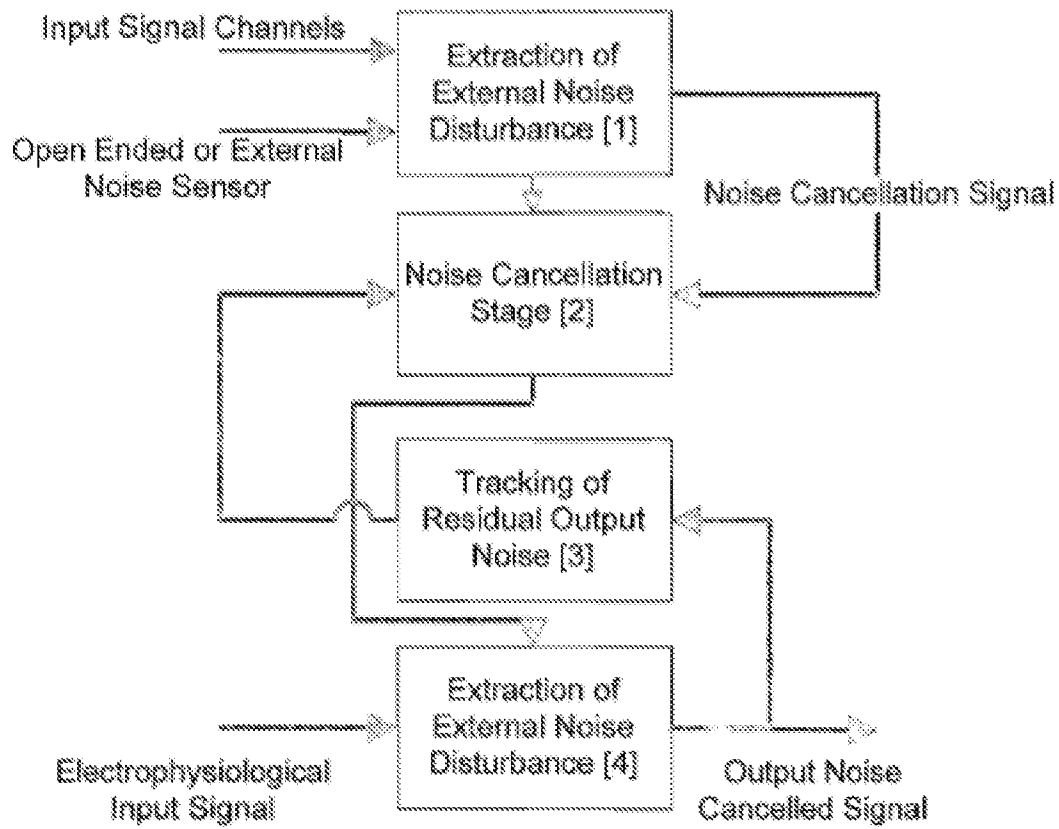 Input Signal Channels
Extraction of
External Noise
Disturbance [1]
Open Ended or External
Noise Sensor
Noise Cancellation Signal
Noise Cancellation
Stage [2]
Tracking of
Residual Output
Noise [3]
Extraction of
External Noise
Disturbance [4]
Electrophysiological
Input Signal
Output Noise
Cancelled Signal